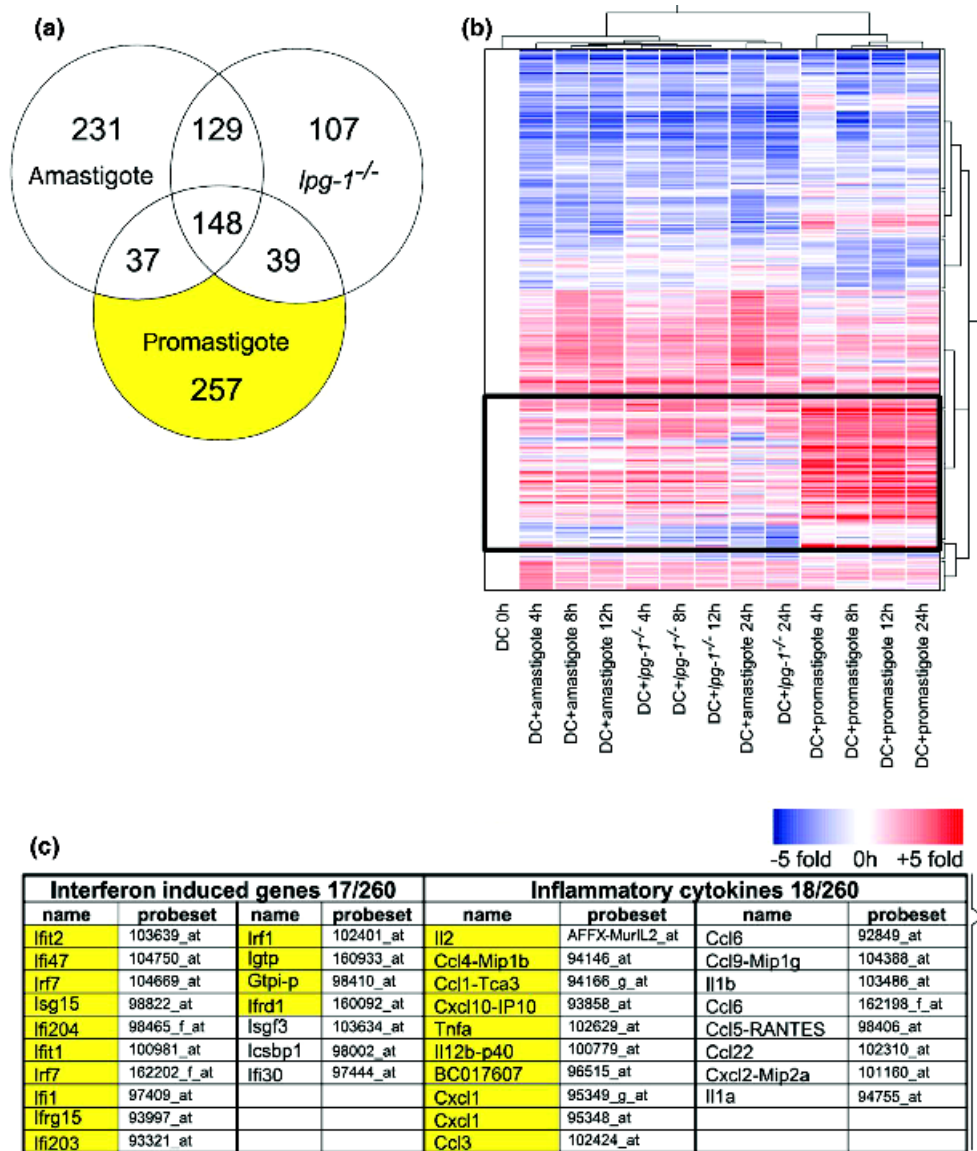 (a)
231
129
107
Amastigote
lpg-1-/-
148
37
39
Promastigote
257
(b)
DC 0h
DC+amastigote 4h
DC+amastigote 8h
DC+amastigote 12h
DC+lpg-1-/- 4h
DC+lpg-1-/- 8h
DC+lpg-1-/- 12h
DC+amastigote 24h
DC+lpg-1-/- 24h
DC+promastigote 4h
DC+promastigote 8h
DC+promastigote 12h
DC+promastigote 24h
-5 fold 0h +5 fold
(c)
Interferon induced genes 17/260 Inflammatory cytokines 18/260
name probeset name probeset name probeset name probeset
Ifit2 103639_at Irf1 102401_at Il2 AFFX-MurIL2_at Ccl6 92849_at
Ifi47 104750_at Igtp 160933_at Ccl4-Mip1b 94146_at Ccl9-Mip1g 104388_at
Irf7 104669_at Gtpi-p 98410_at Ccl1-Tca3 94166_g_at Il1b 103486_at
Isg15 98822_at Ifrd1 160092_at Cxcl10-IP10 93858_at Ccl6 162198_f_at
Ifi204 98465_f_at Isgf3 103634_at Tnfa 102629_at Ccl5-RANTES 98406_at
Ifit1 100981_at Icsbp1 98002_at Il12b-p40 100779_at Ccl22 102310_at
Irf7 162202_f_at Ifi30 97444_at BC017607 96515_at Cxcl2-Mip2a 101160_at
Ifi1 97409_at Cxcl1 95349_g_at Il1a 94755_at
Ifrg15 93997_at Cxcl1 95348_at
Ifi203 93321_at Ccl3 102424_at